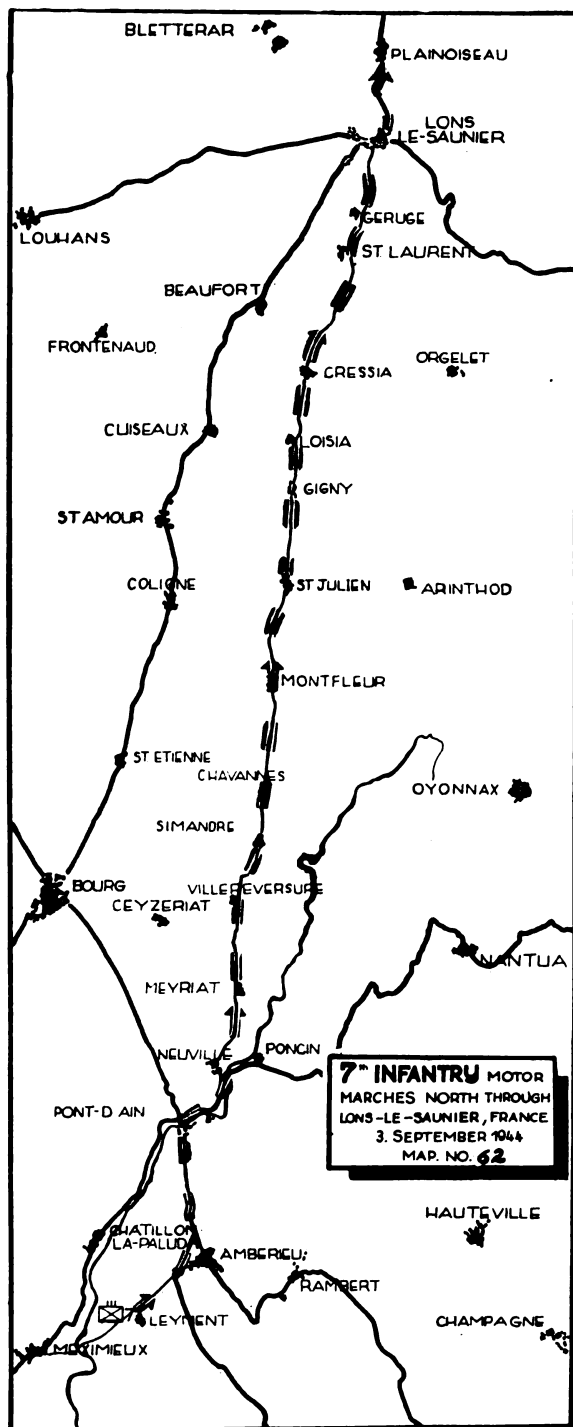 BLETTERAR
PLAINOISEAU
LONS
LE-SAUNIER
GERUGE
LOUHANS
ST LAURENT
BEAUFORT
FRONTENAUD
ORGELET
CRESSIA
CUISEAUX
LOISIA
GIGNY
ST AMOUR
COLIGNE
ST JULIEN
ARINTHOD
MONTFLEUR
ST ETIENNE
CHAVANNES
OYONNAX
SIMANDRE
BOURG
VILLEREVERSURE
CEYZERIAT
NANTUA
MEYRIAT
NEUVILLE
PONCIN
7TH INFANTRY MOTOR
MARCHES NORTH THROUGH
LONS-LE-SAUNIER, FRANCE
3. SEPTEMBER 1944
MAP. NO. 62
PONT-D AIN
HAUTEVILLE
CHATILLON
LA-PALUD
AMBERIEU
RAMBERT
LEYMENT
CHAMPAGNE
MEXIMIEUX